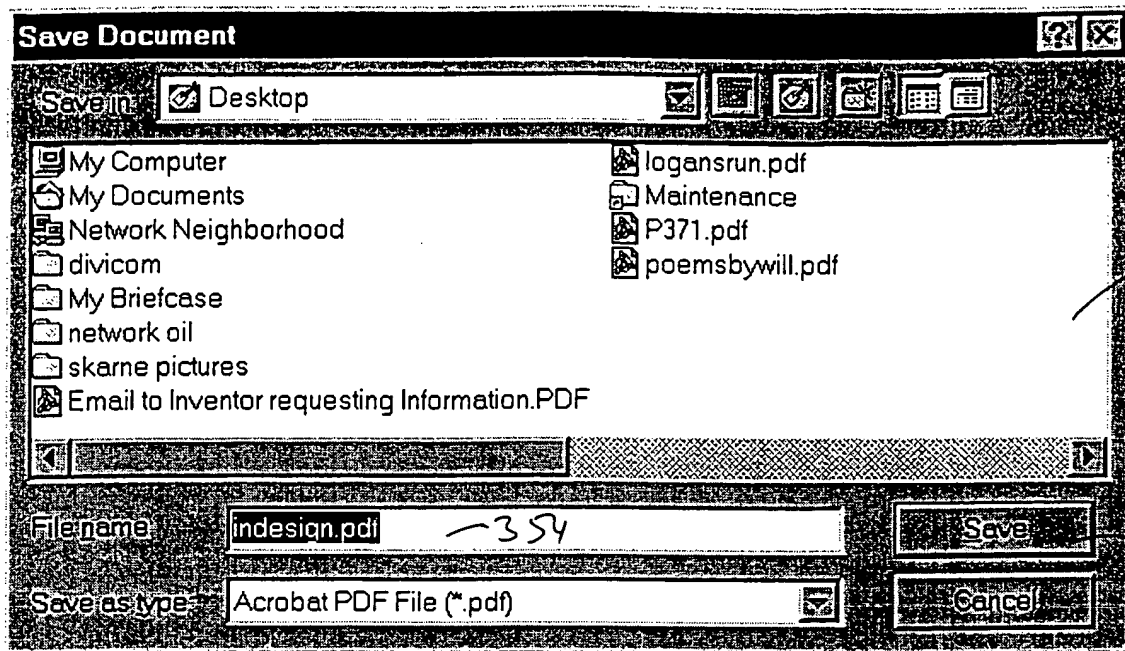 Save Document
Save in: Desktop
My Computer
My Documents
Network Neighborhood
divicom
My Briefcase
network oil
skarne pictures
Email to Inventor requesting Information.PDF
logansrun.pdf
Maintenance
P371.pdf
poemsbywill.pdf
File name: indesign.pdf 354 Save
Save as type: Acrobat PDF File (*.pdf) Cancel